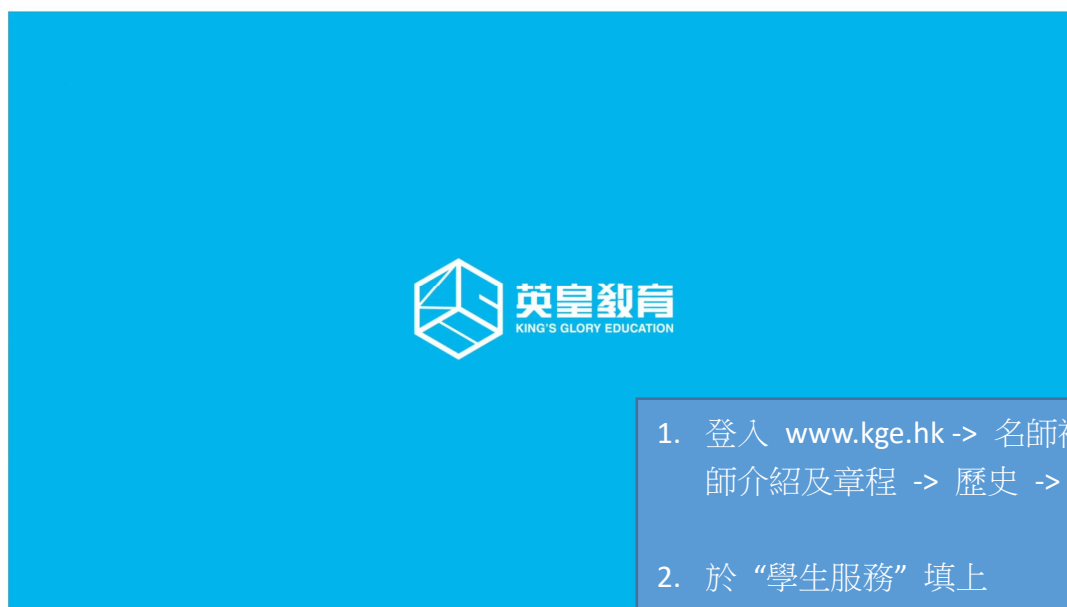 英皇教育
KING'S GLORY EDUCATION
1. 登入 www.kge.hk -> 名師
師介紹及章程 -> 歷史 ->
2. 於 “學生服務” 填上